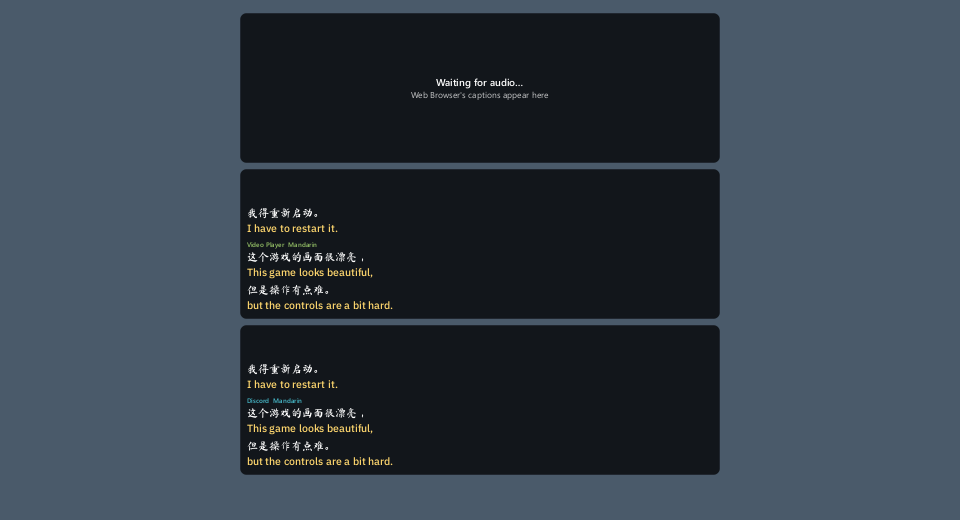 Waiting for audio...
Web Browser's captions appear here
我得重新启动。
I have to restart it.
Video Player Mandarin
这个游戏的画面很漂亮，
This game looks beautiful,
但是操作有点难。
but the controls are a bit hard.
我得重新启动。
I have to restart it.
Discord Mandarin
这个游戏的画面很漂亮，
This game looks beautiful,
但是操作有点难。
but the controls are a bit hard.